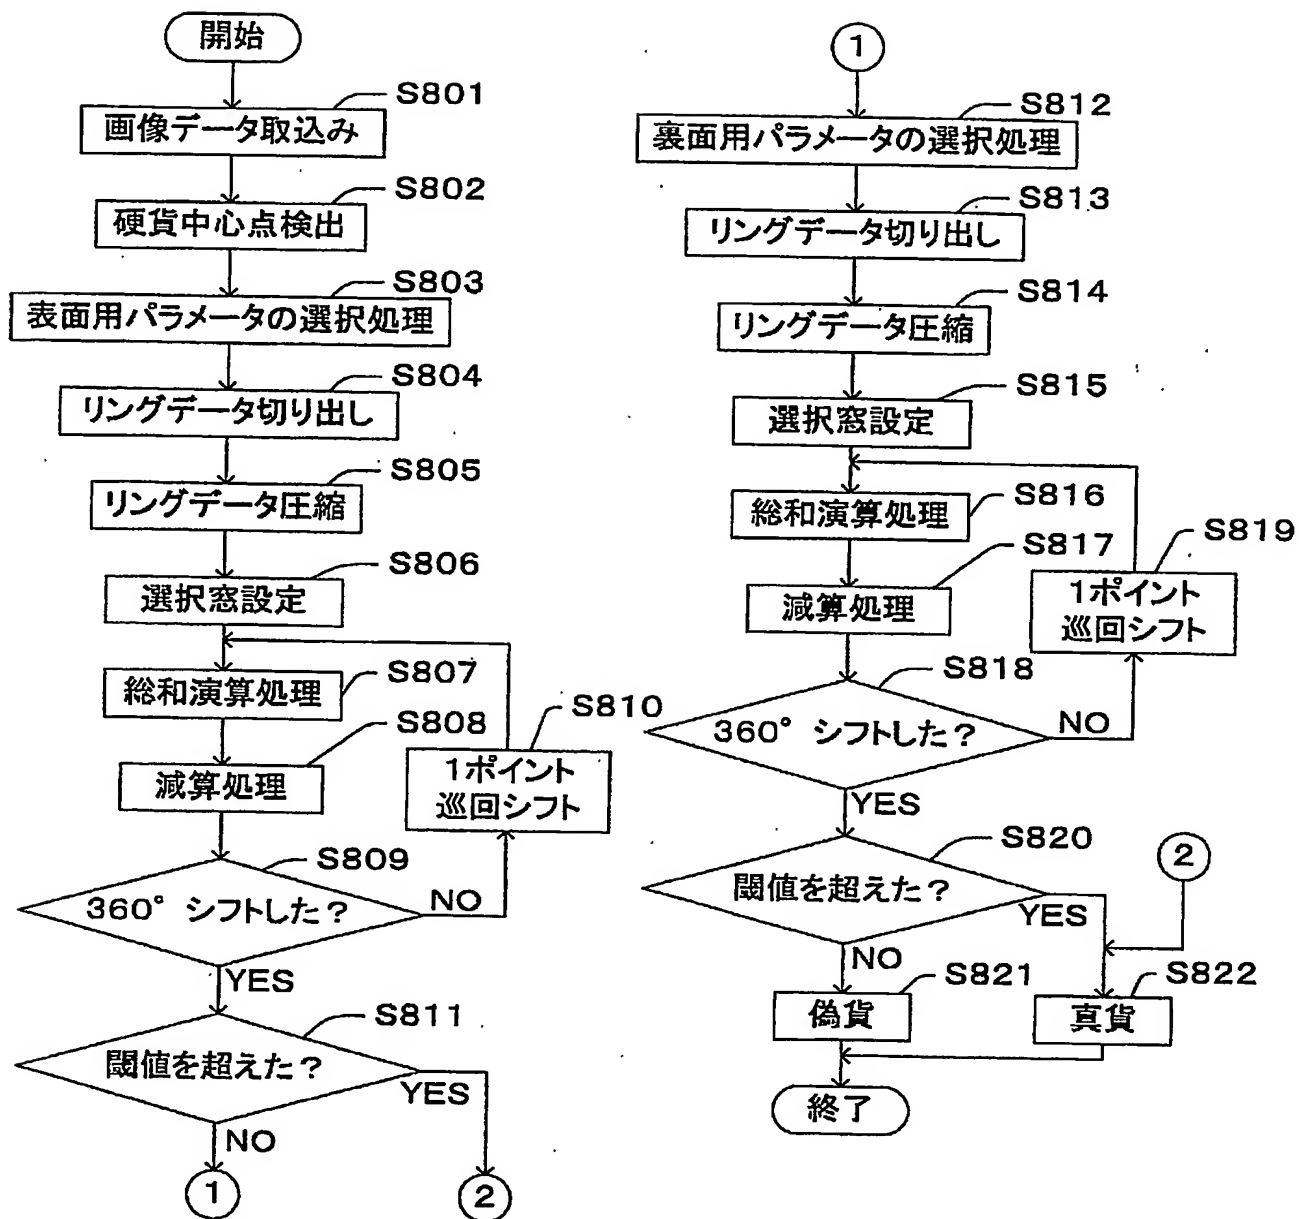 開始
S801
画像データ取込み
S802
硬貨中心点検出
S803
表面用パラメータの選択処理
S804
リングデータ切り出し
S805
リングデータ圧縮
S806
選択窓設定
S807
総和演算処理
S808
減算処理
S810
1ポイント
巡回シフト
S809
360° シフトした？
NO
YES
S811
閾値を超えた？
YES
NO
1
2
1
S812
裏面用パラメータの選択処理
S813
リングデータ切り出し
S814
リングデータ圧縮
S815
選択窓設定
S816
総和演算処理
S817
減算処理
S819
1ポイント
巡回シフト
S818
360° シフトした？
NO
YES
S820
閾値を超えた？
YES
NO
2
S821
偽貨
S822
真貨
終了